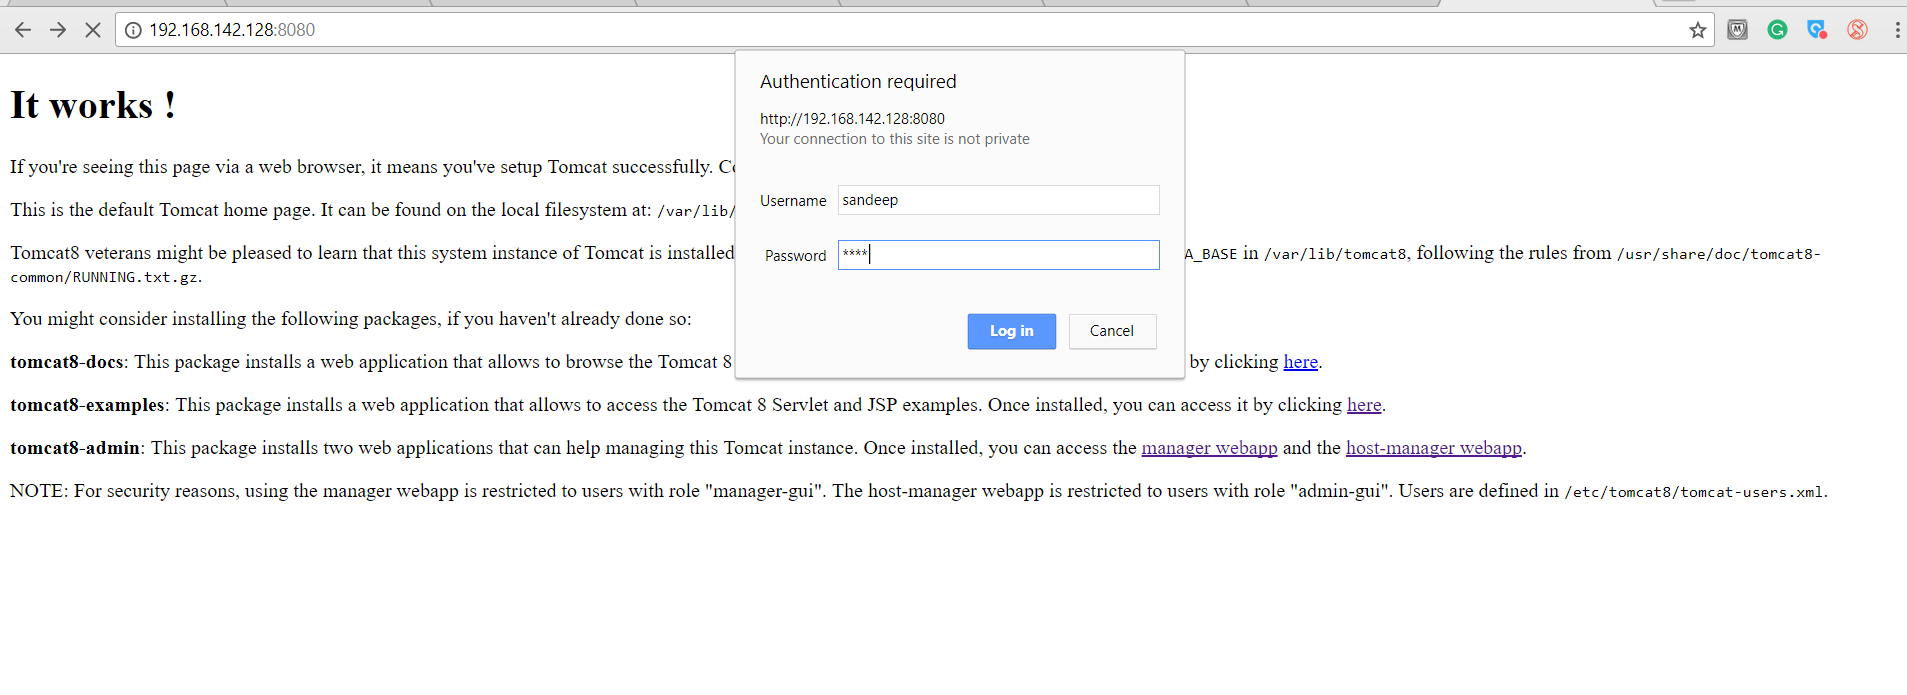 192.168.142.128:8080
Authentication required
http://192.168.142.128:8080
Your connection to this site is not private
Username sandeep
Password ****
Log in Cancel
It works !
If you're seeing this page via a web browser, it means you've setup Tomcat successfully.
This is the default Tomcat home page. It can be found on the local filesystem at: /var/lib/
Tomcat8 veterans might be pleased to learn that this system instance of Tomcat is installed A_BASE in /var/lib/tomcat8, following the rules from /usr/share/doc/tomcat8-
common/RUNNING.txt.gz.
You might consider installing the following packages, if you haven't already done so:
tomcat8-docs: This package installs a web application that allows to browse the Tomcat 8 by clicking here.
tomcat8-examples: This package installs a web application that allows to access the Tomcat 8 Servlet and JSP examples. Once installed, you can access it by clicking here.
tomcat8-admin: This package installs two web applications that can help managing this Tomcat instance. Once installed, you can access the manager webapp and the host-manager webapp.
NOTE: For security reasons, using the manager webapp is restricted to users with role "manager-gui". The host-manager webapp is restricted to users with role "admin-gui". Users are defined in /etc/tomcat8/tomcat-users.xml.